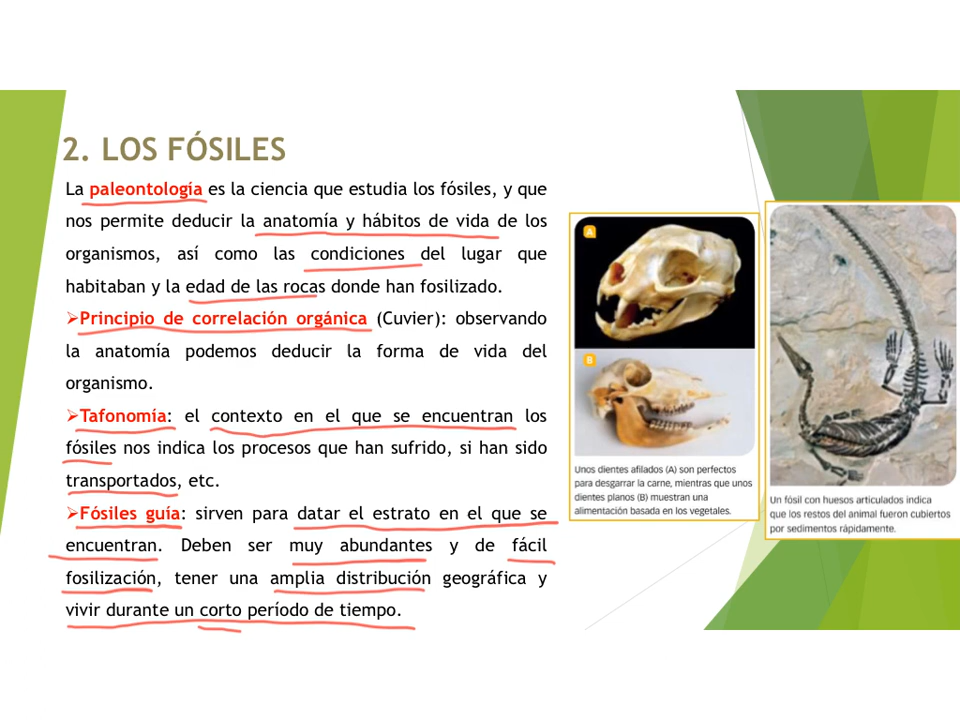 2. LOS FÓSILES
La paleontología es la ciencia que estudia los fósiles, y que
nos permite deducir la anatomía y hábitos de vida de los
organismos, así como las condiciones del lugar que
habitaban y la edad de las rocas donde han fosilizado.
➢Principio de correlación orgánica (Cuvier): observando
la anatomía podemos deducir la forma de vida del
organismo.
➢Tafonomía: el contexto en el que se encuentran los
fósiles nos indica los procesos que han sufrido, si han sido
transportados, etc.
➢Fósiles guía: sirven para datar el estrato en el que se
encuentran. Deben ser muy abundantes y de fácil
fosilización, tener una amplia distribución geográfica y
vivir durante un corto período de tiempo.
A
B
Unos dientes afilados (A) son perfectos
para desgarrar la carne, mientras que unos
dientes planos (B) muestran una
alimentación basada en los vegetales.
Un fósil con huesos articulados indica
que los restos del animal fueron cubiertos
por sedimentos rápidamente.